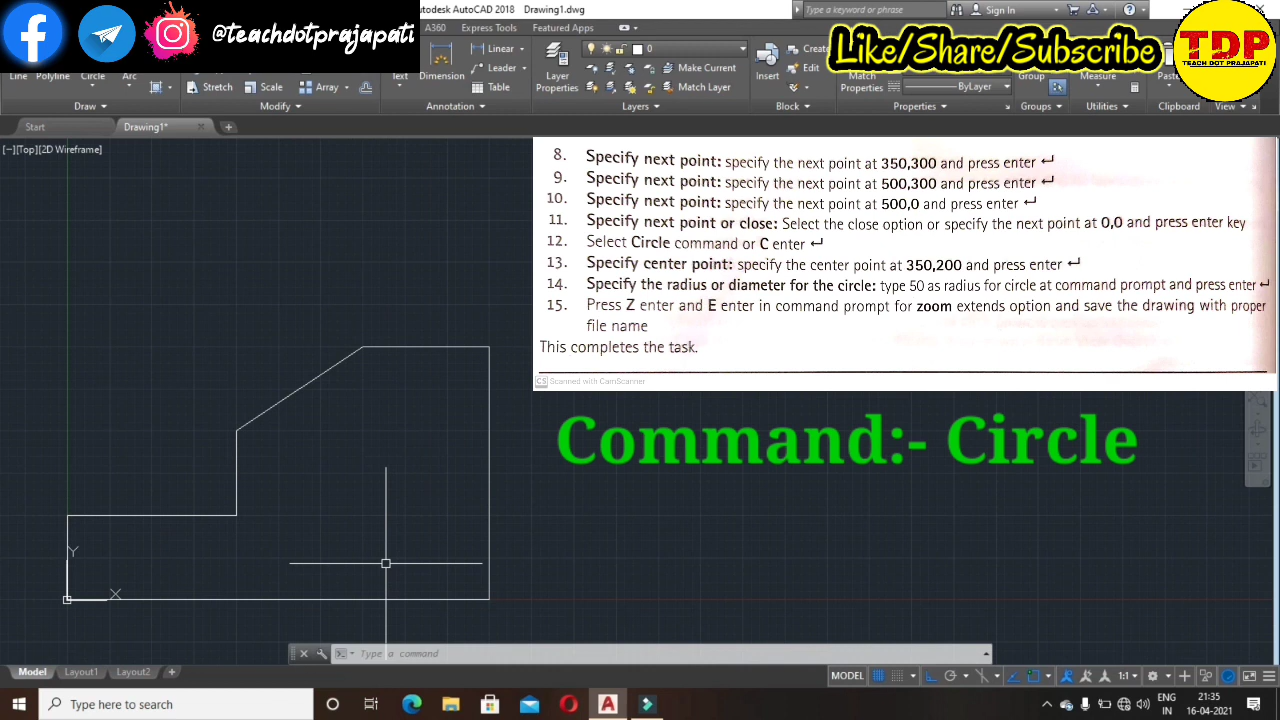 @teachdotprajapati
Autodesk AutoCAD 2018 Drawing1.dwg
Type a keyword or phrase
Sign In
Like/Share/Subscribe
TDP
TEACH DOT PRAJAPATI
A360 Express Tools Featured Apps
Line Polyline Circle Arc
Draw
Stretch Scale Array
Modify
Linear
Dimension
Table
Annotation
0
Layer
Properties
Make Current
Match Layer
Layers
Insert
Edit
Block
Match
Properties
ByLayer
Properties
Group
Groups
Measure
Utilities
Clipboard
View
Start Drawing1*
[−][Top][2D Wireframe]
8. Specify next point: specify the next point at 350,300 and press enter ↵
9. Specify next point: specify the next point at 500,300 and press enter ↵
10. Specify next point: specify the next point at 500,0 and press enter ↵
11. Specify next point or close: Select the close option or specify the next point at 0,0 and press enter key
12. Select Circle command or C enter ↵
13. Specify center point: specify the center point at 350,200 and press enter ↵
14. Specify the radius or diameter for the circle: type 50 as radius for circle at command prompt and press enter ↵
15. Press Z enter and E enter in command prompt for zoom extends option and save the drawing with proper
file name
This completes the task.
CS Scanned with CamScanner
Command:- Circle
Y
X
Type a command
Model Layout1 Layout2
MODEL
1:1
Type here to search
ENG
IN
21:35
16-04-2021